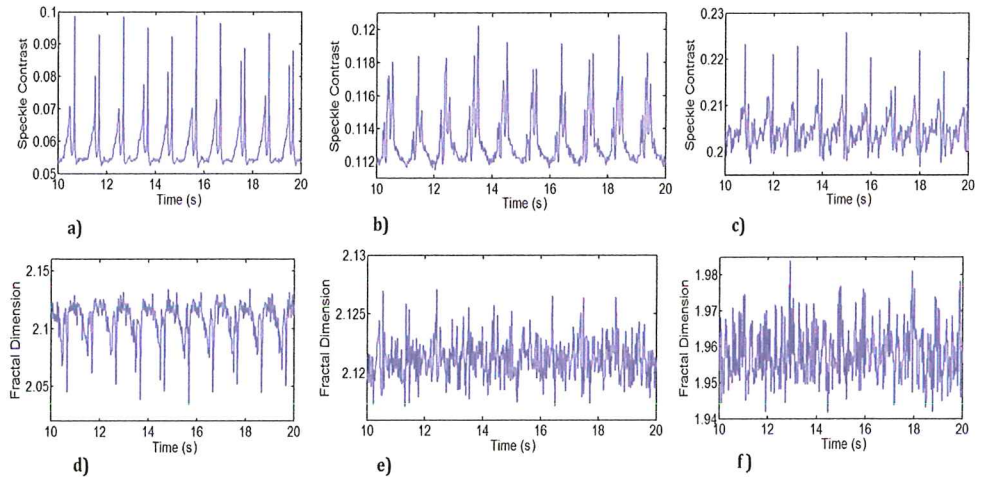 0.1
0.09
0.08
0.07
0.06
0.05
Speckle Contrast
10 12 14 16 18 20
Time (s)
a)
0.12
0.118
0.116
0.114
0.112
Speckle Contrast
10 12 14 16 18 20
Time (s)
b)
0.23
0.22
0.21
0.2
Speckle Contrast
10 12 14 16 18 20
Time (s)
c)
2.15
2.1
2.05
Fractal Dimension
10 12 14 16 18 20
Time (s)
d)
2.13
2.125
2.12
Fractal Dimension
10 12 14 16 18 20
Time (s)
e)
1.98
1.97
1.96
1.95
1.94
Fractal Dimension
10 12 14 16 18 20
Time (s)
f)